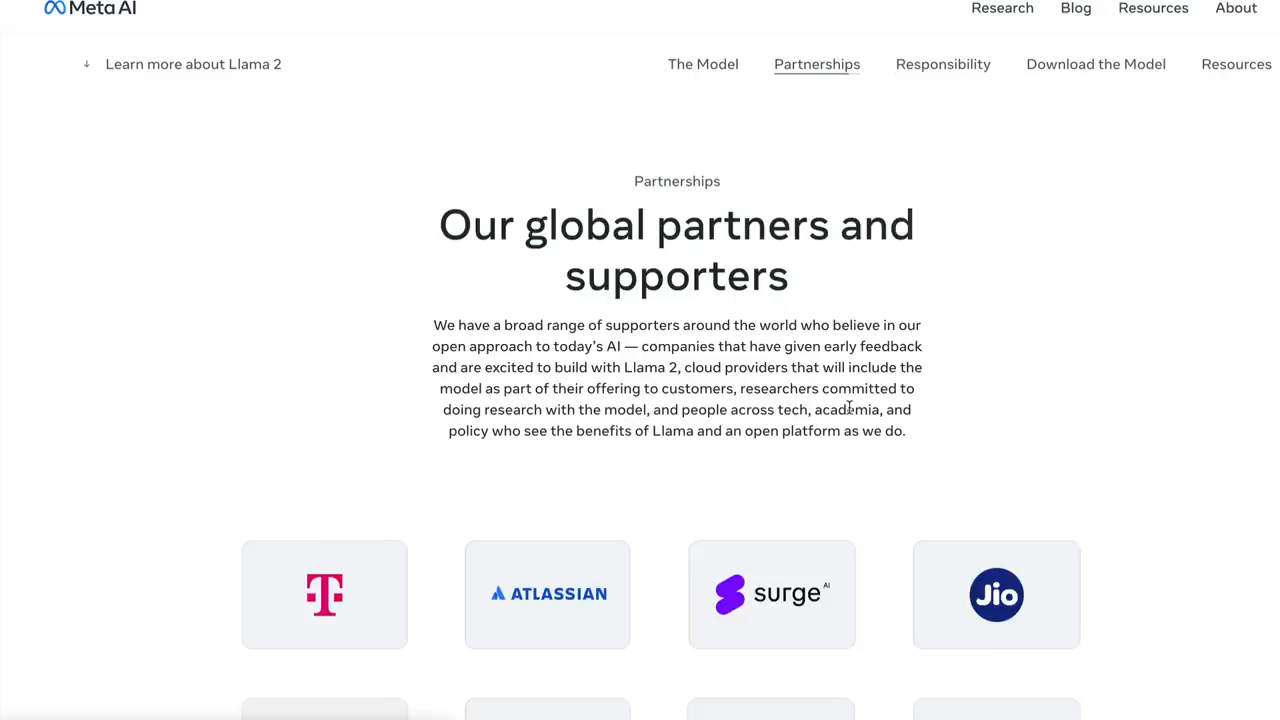 Meta AI
Research
Blog
Resources
About
↓ Learn more about Llama 2
The Model
Partnerships
Responsibility
Download the Model
Resources
Partnerships
Our global partners and
supporters
We have a broad range of supporters around the world who believe in our
open approach to today’s AI — companies that have given early feedback
and are excited to build with Llama 2, cloud providers that will include the
model as part of their offering to customers, researchers committed to
doing research with the model, and people across tech, academia, and
policy who see the benefits of Llama and an open platform as we do.
T
ATLASSIAN
surge AI
Jio